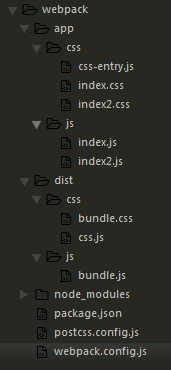 webpack
app
css
css-entry.js
index.css
index2.css
js
index.js
index2.js
dist
css
bundle.css
css.js
js
bundle.js
node_modules
package.json
postcss.config.js
webpack.config.js